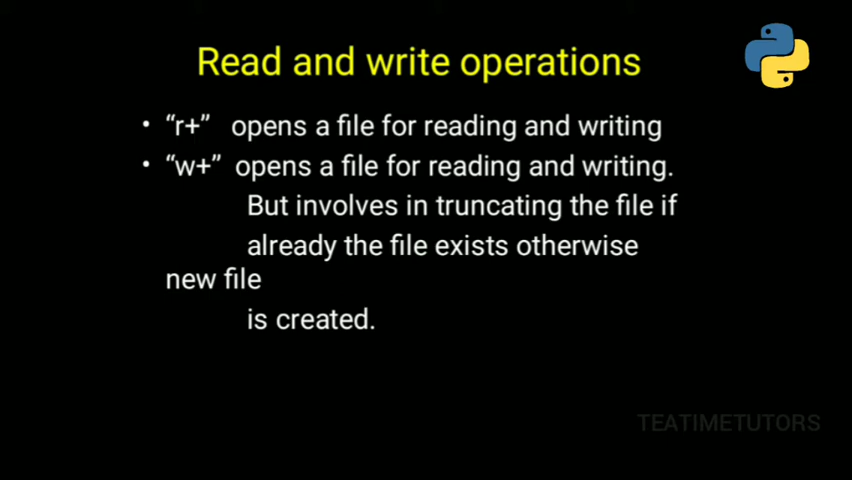 Read and write operations
• “r+” opens a file for reading and writing
• “w+” opens a file for reading and writing.
But involves in truncating the file if
already the file exists otherwise
new file
is created.
TEATIMETUTORS